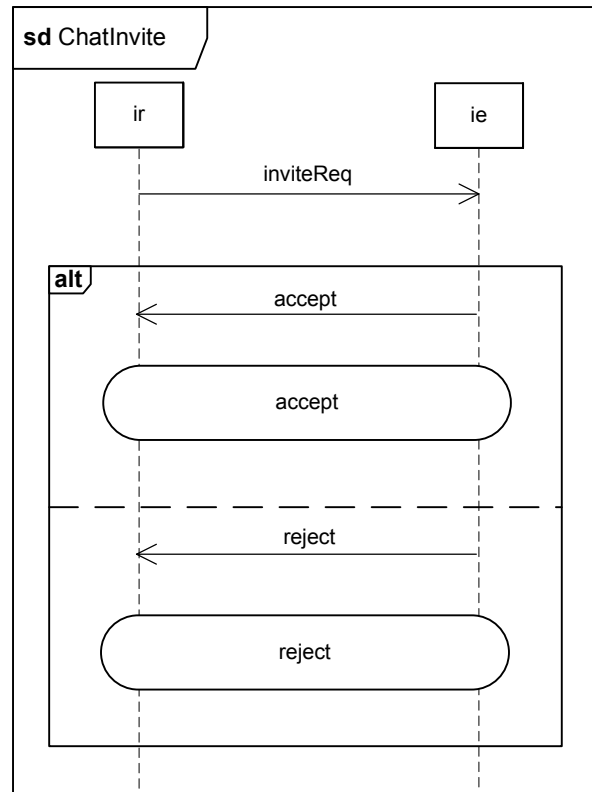 sd ChatInvite
ir
ie
inviteReq
alt
accept
accept
reject
reject